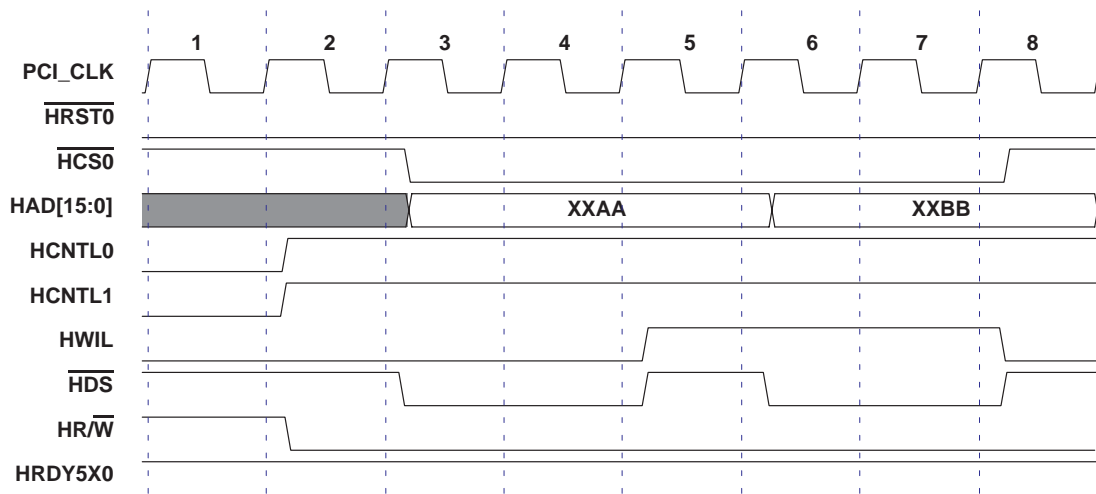 1 2 3 4 5 6 7 8
PCI_CLK
HRST0
HCS0
HAD[15:0] XXAA XXBB
HCNTL0
HCNTL1
HWIL
HDS
HR/W
HRDY5X0